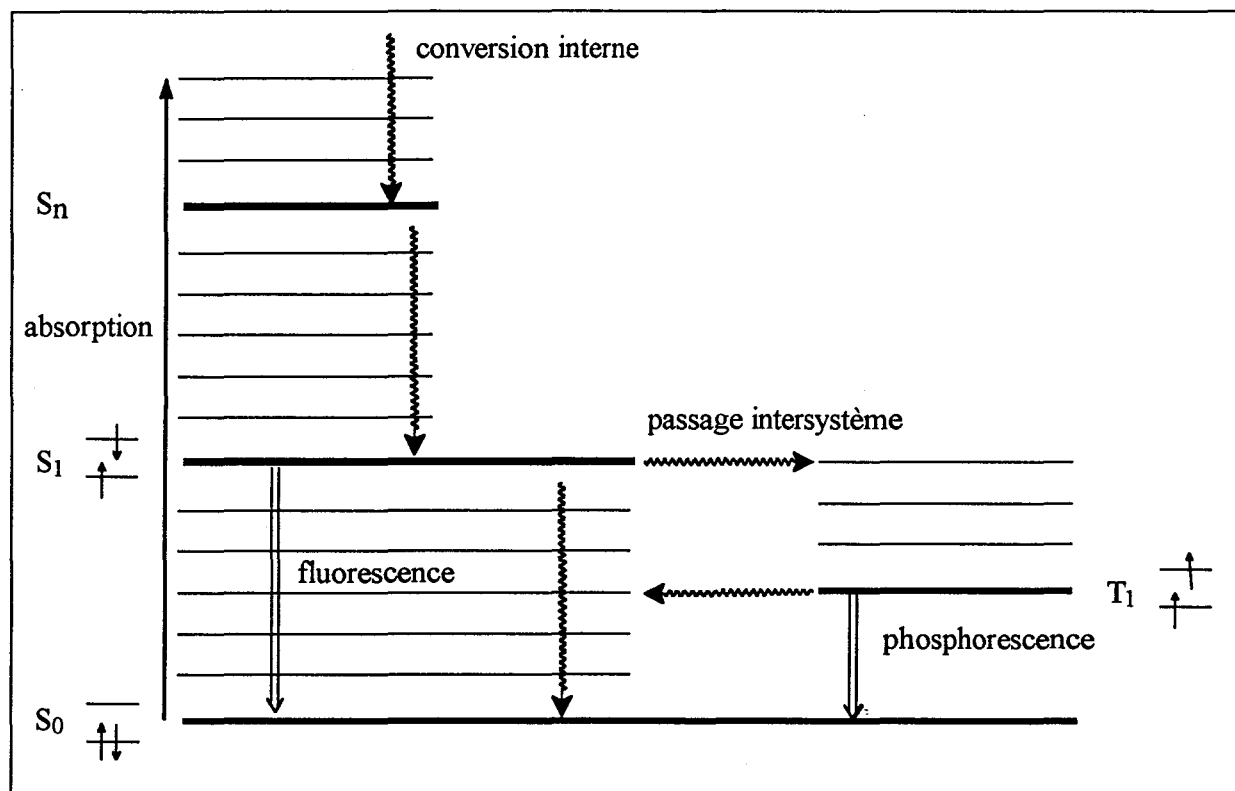 conversion interne
Sn
absorption
passage intersystème
S1
fluorescence
T1
phosphorescence
S0